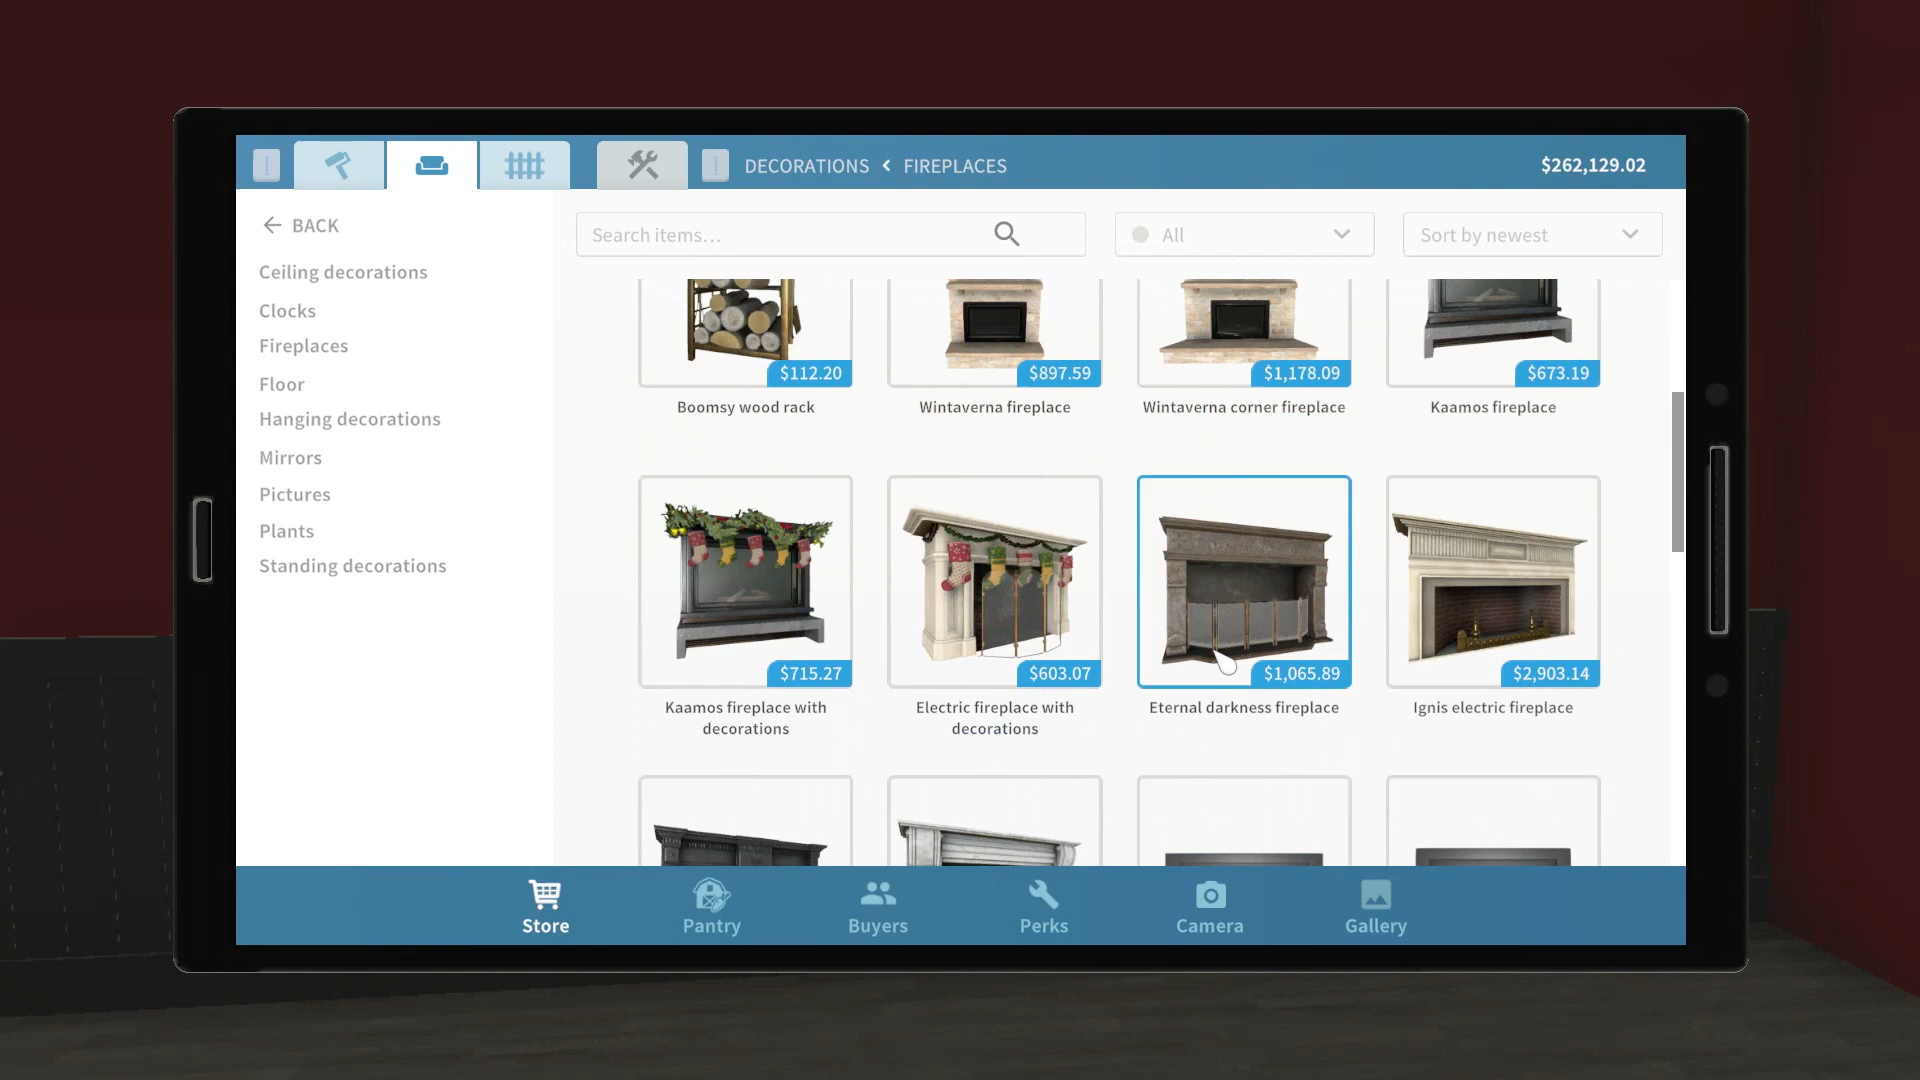 DECORATIONS < FIREPLACES
$262,129.02
BACK
Search items...
All
Sort by newest
Ceiling decorations
Clocks
Fireplaces
Floor
Hanging decorations
Mirrors
Pictures
Plants
Standing decorations
$112.20
$897.59
$1,178.09
$673.19
Boomsy wood rack
Wintaverna fireplace
Wintaverna corner fireplace
Kaamos fireplace
$715.27
$603.07
$1,065.89
$2,903.14
Kaamos fireplace with
decorations
Electric fireplace with
decorations
Eternal darkness fireplace
Ignis electric fireplace
Store
Pantry
Buyers
Perks
Camera
Gallery